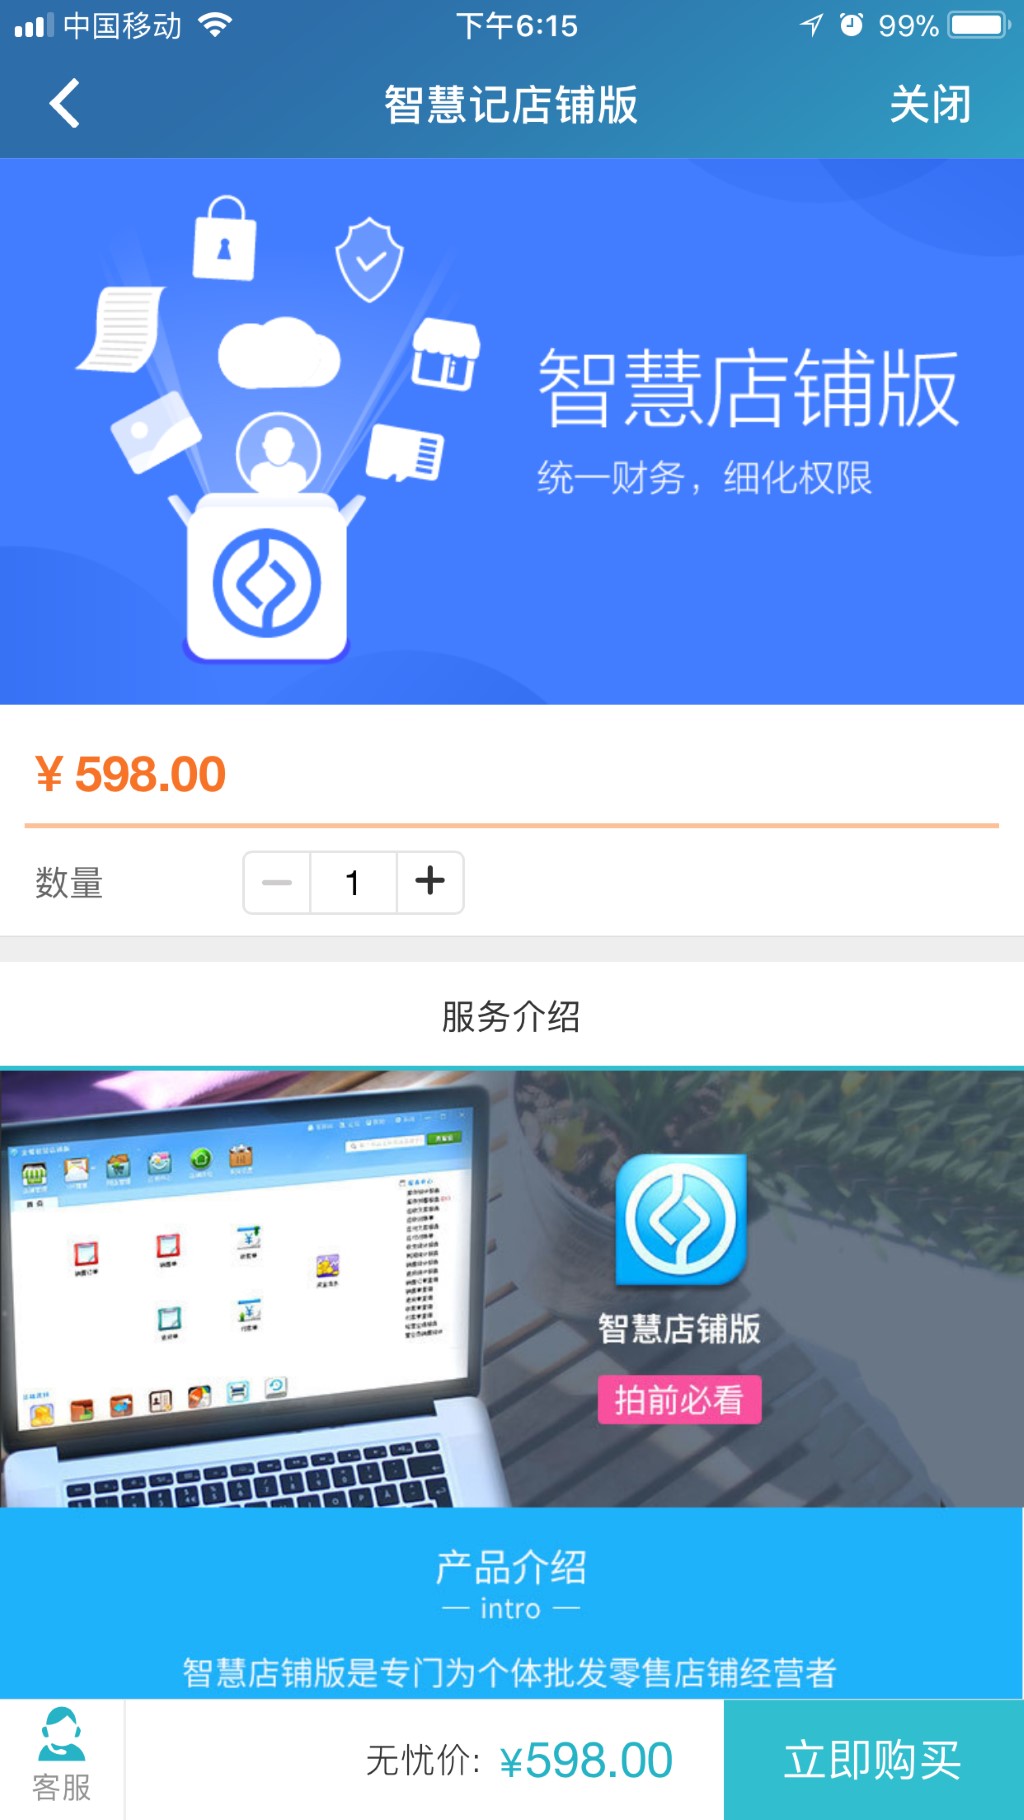 中国移动 下午6:15 99%
智慧记店铺版 关闭
智慧店铺版
统一财务，细化权限
¥ 598.00
数量 1
服务介绍
智慧店铺版
拍前必看
产品介绍
intro
智慧店铺版是专门为个体批发零售店铺经营者
客服 无忧价: ¥598.00 立即购买